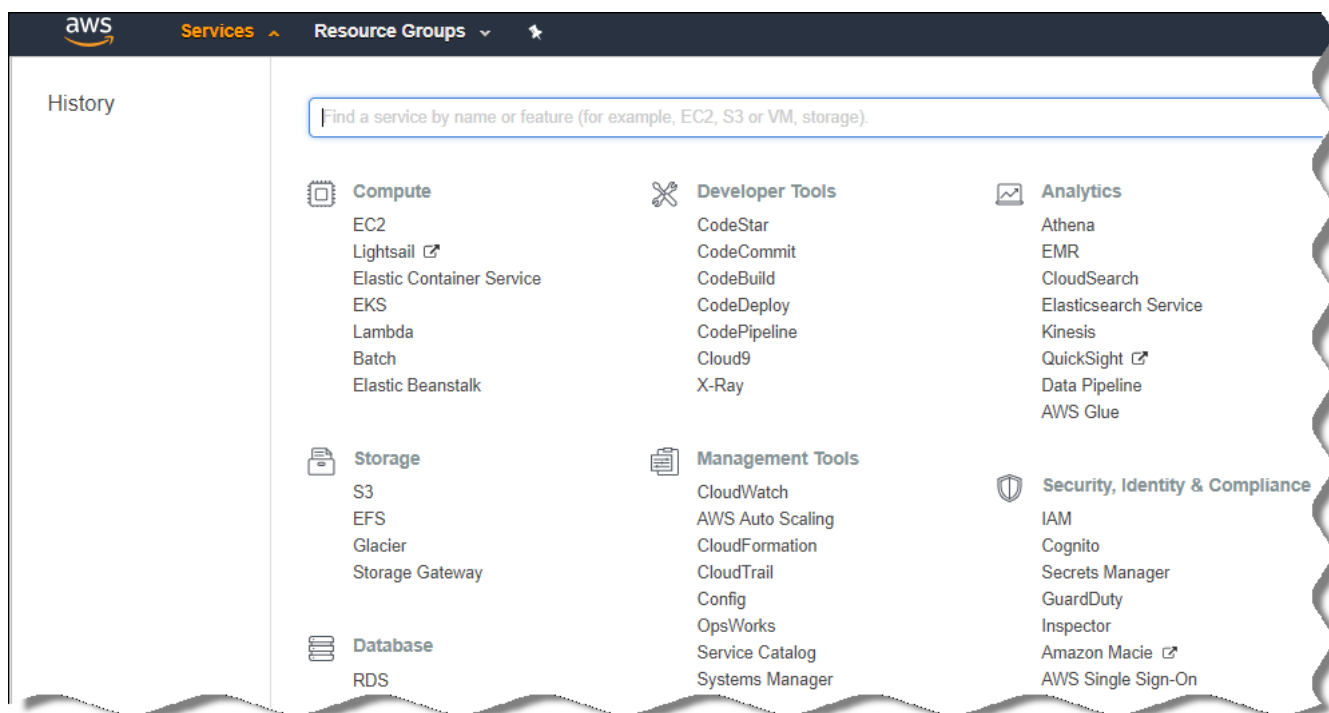 aws Services Resource Groups
History
Find a service by name or feature (for example, EC2, S3 or VM, storage).
Compute
EC2
Lightsail
Elastic Container Service
EKS
Lambda
Batch
Elastic Beanstalk
Storage
S3
EFS
Glacier
Storage Gateway
Database
RDS
Developer Tools
CodeStar
CodeCommit
CodeBuild
CodeDeploy
CodePipeline
Cloud9
X-Ray
Management Tools
CloudWatch
AWS Auto Scaling
CloudFormation
CloudTrail
Config
OpsWorks
Service Catalog
Systems Manager
Analytics
Athena
EMR
CloudSearch
Elasticsearch Service
Kinesis
QuickSight
Data Pipeline
AWS Glue
Security, Identity & Compliance
IAM
Cognito
Secrets Manager
GuardDuty
Inspector
Amazon Macie
AWS Single Sign-On